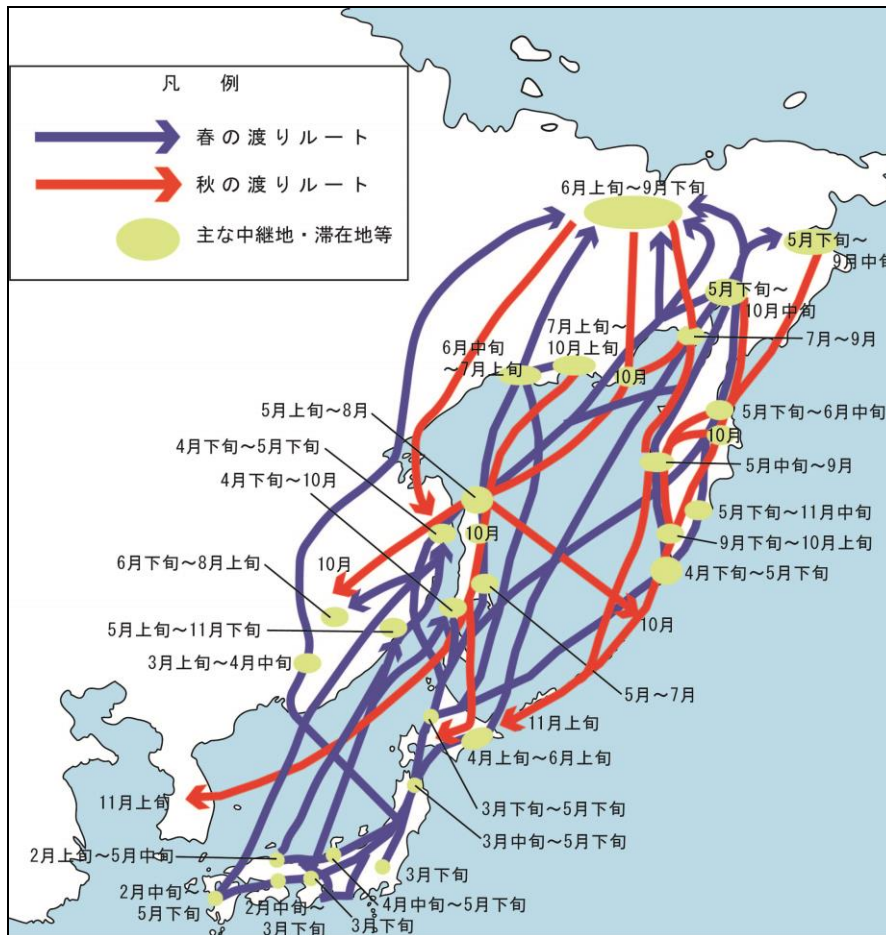 凡 例
春の渡りルート
秋の渡りルート
主な中継地・滞在地等
6月上旬～9月下旬
5月下旬～
9月中旬
5月下旬～
10月中旬
7月上旬～
10月上旬
7月～9月
6月中旬
～7月上旬
10月
5月上旬～8月
5月下旬～6月中旬
4月下旬～5月下旬
10月
5月中旬～9月
4月下旬～10月
5月下旬～11月中旬
10月
9月下旬～10月上旬
6月下旬～8月上旬
10月
4月下旬～5月下旬
5月上旬～11月下旬
10月
3月上旬～4月中旬
5月～7月
11月上旬
4月上旬～6月上旬
11月上旬
3月下旬～5月下旬
3月中旬～5月下旬
2月上旬～5月中旬
3月下旬
2月中旬～
5月下旬
4月中旬～5月下旬
2月中旬～
3月下旬
3月下旬